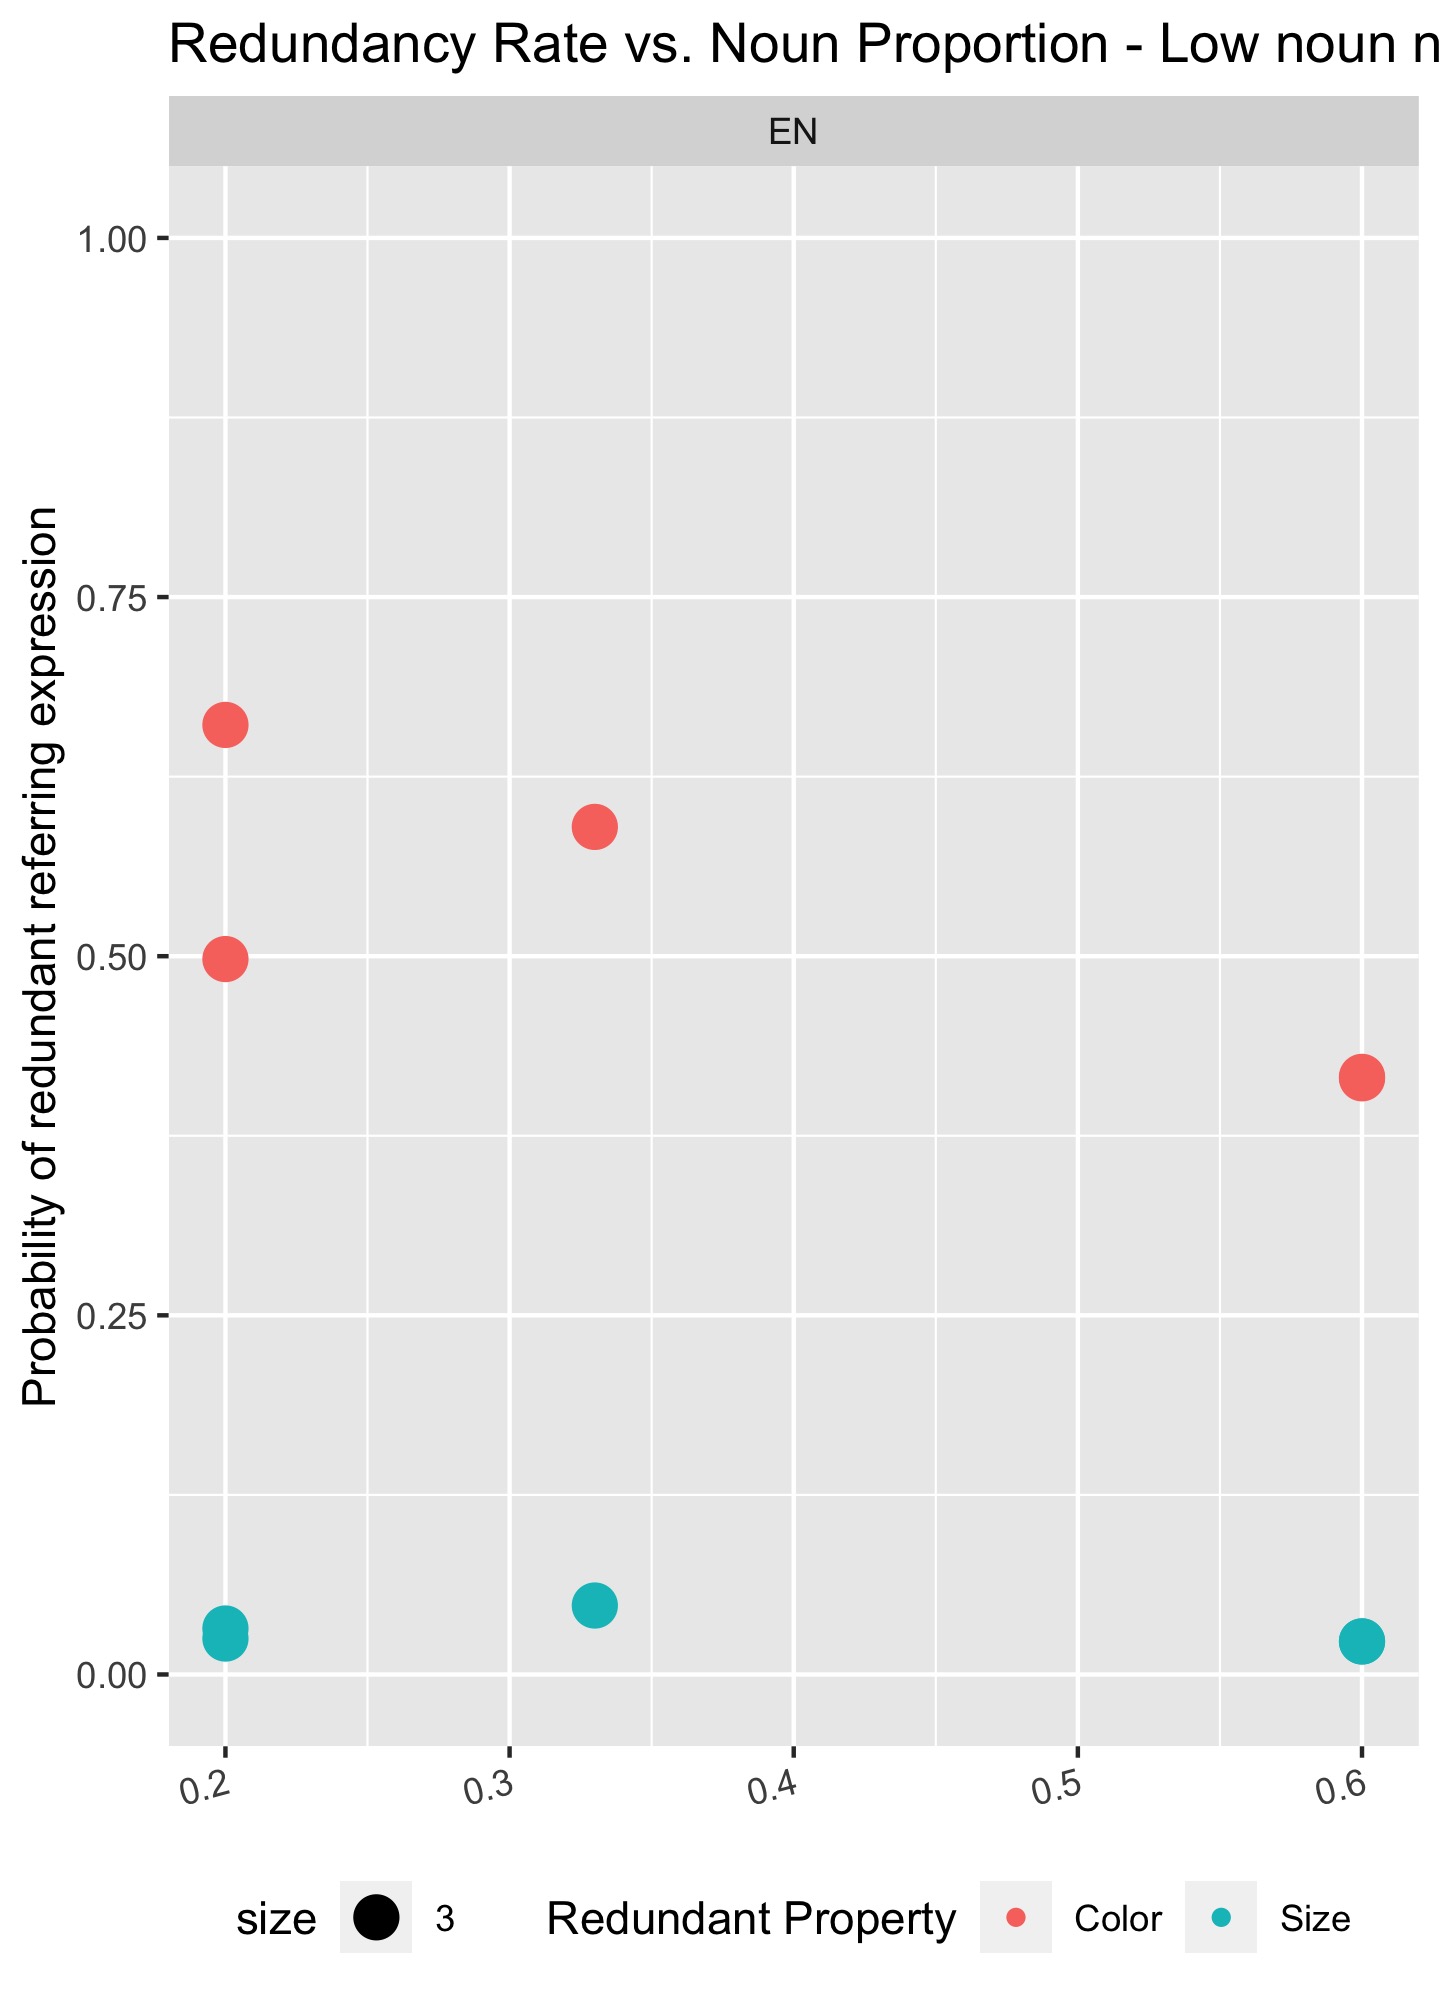 Redundancy Rate vs. Noun Proportion - Low noun n
EN
Probability of redundant referring expression
1.00
0.75
0.50
0.25
0.00
0.2 0.3 0.4 0.5 0.6
size 3 Redundant Property Color Size